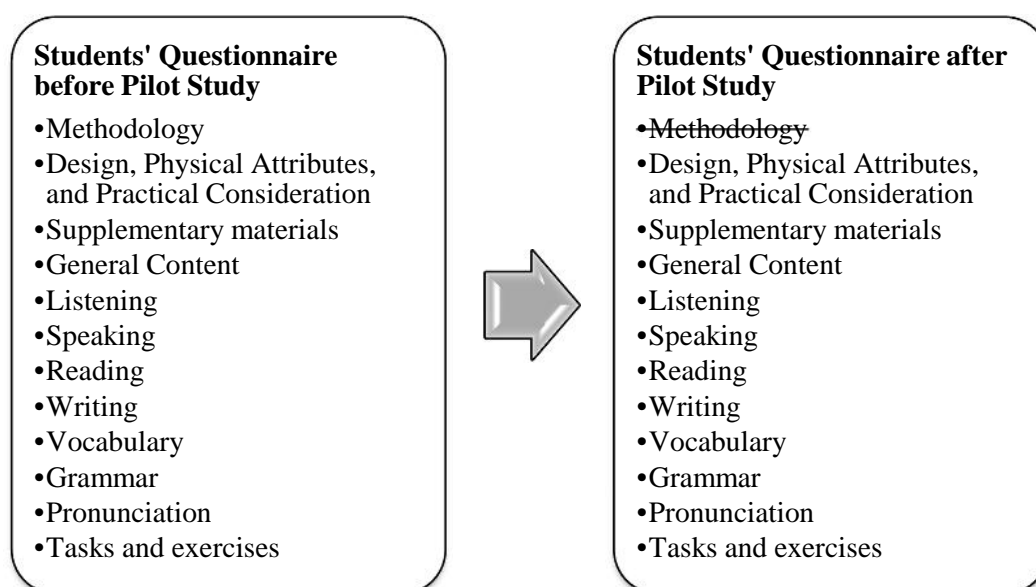 Students' Questionnaire
before Pilot Study
•Methodology
•Design, Physical Attributes,
and Practical Consideration
•Supplementary materials
•General Content
•Listening
•Speaking
•Reading
•Writing
•Vocabulary
•Grammar
•Pronunciation
•Tasks and exercises
Students' Questionnaire after
Pilot Study
•Methodology
•Design, Physical Attributes,
and Practical Consideration
•Supplementary materials
•General Content
•Listening
•Speaking
•Reading
•Writing
•Vocabulary
•Grammar
•Pronunciation
•Tasks and exercises